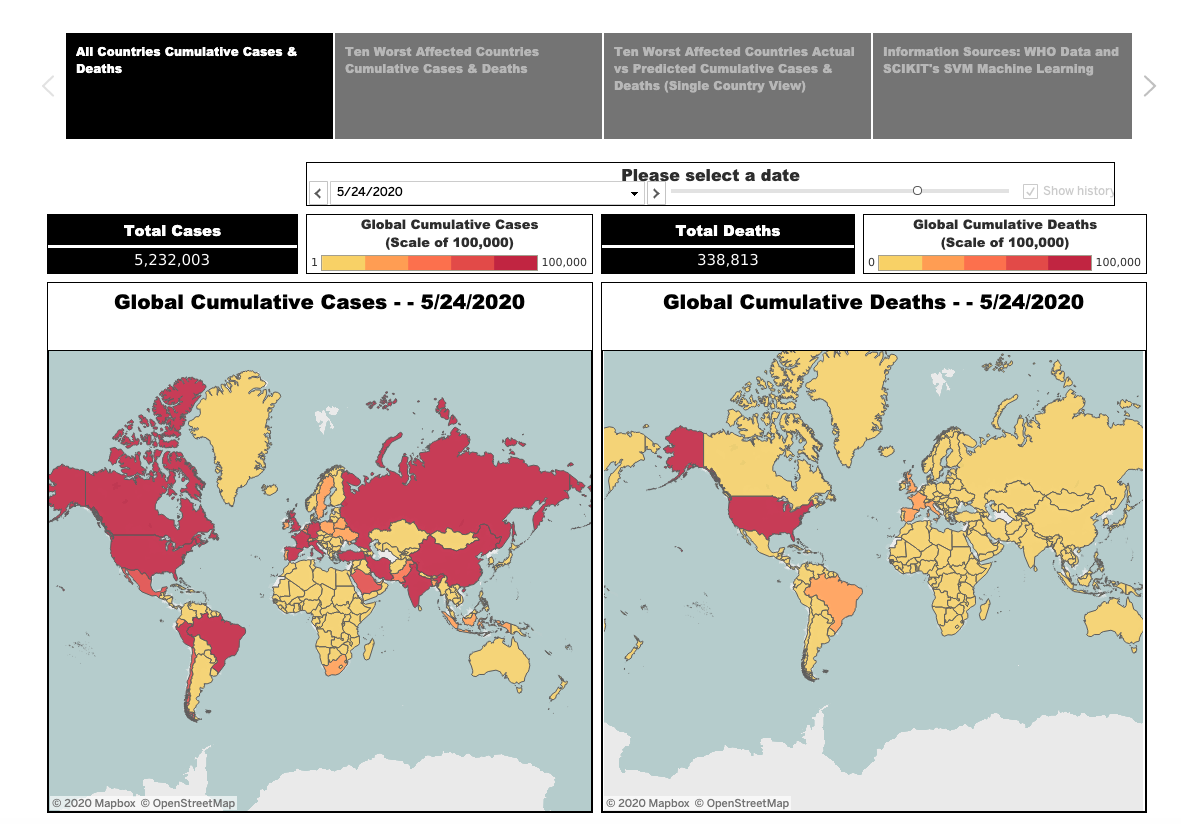 All Countries Cumulative Cases &
Deaths
Ten Worst Affected Countries
Cumulative Cases & Deaths
Ten Worst Affected Countries Actual
vs Predicted Cumulative Cases &
Deaths (Single Country View)
Information Sources: WHO Data and
SCIKIT's SVM Machine Learning
Please select a date
5/24/2020
Show history
Total Cases
5,232,003
Global Cumulative Cases
(Scale of 100,000)
1
100,000
Total Deaths
338,813
Global Cumulative Deaths
(Scale of 100,000)
0
100,000
Global Cumulative Cases - - 5/24/2020
Global Cumulative Deaths - - 5/24/2020
© 2020 Mapbox © OpenStreetMap
© 2020 Mapbox © OpenStreetMap